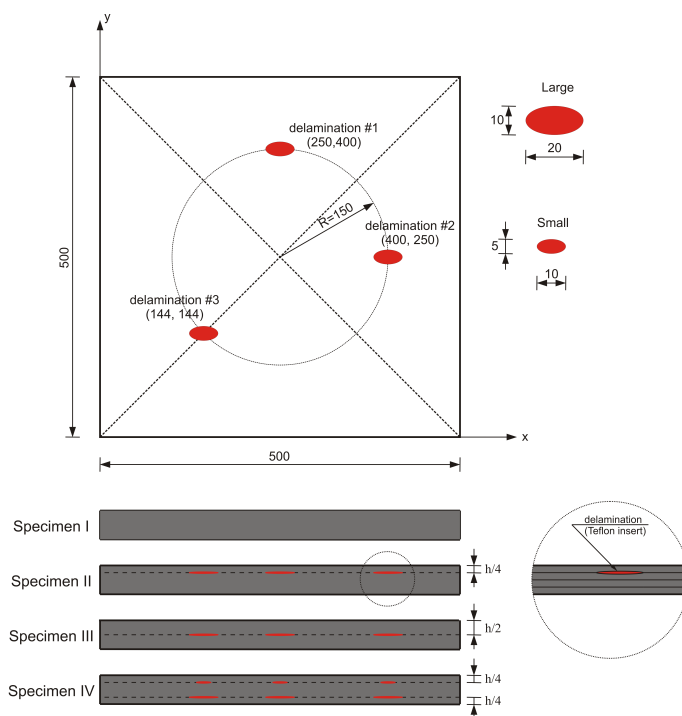 y
Large
10
20
delamination #1
(250,400)
R=150
delamination #2
(400, 250)
Small
5
10
500
delamination #3
(144, 144)
x
500
Specimen I
delamination
(Teflon insert)
Specimen II
h/4
Specimen III
h/2
Specimen IV
h/4
h/4